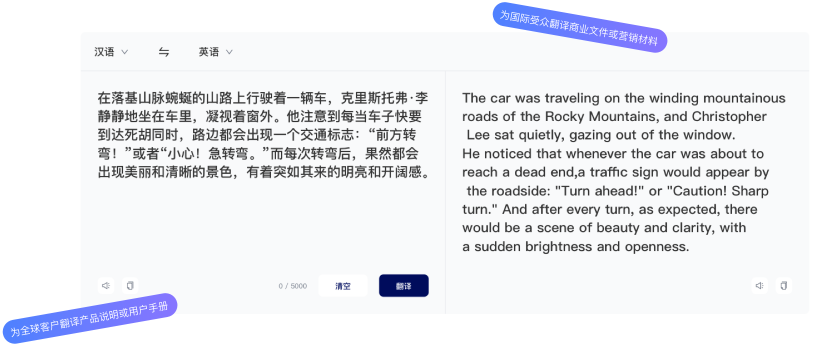 为国际受众翻译商业文件或营销材料
汉语
英语
在落基山脉蜿蜒的山路上行驶着一辆车，克里斯托弗·李
静静地坐在车里，凝视着窗外。他注意到每当车子快要
到达死胡同时，路边都会出现一个交通标志：“前方转
弯！”或者“小心！急转弯。”而每次转弯后，果然都会
出现美丽和清晰的景色，有着突如其来的明亮和开阔感。
The car was traveling on the winding mountainous
roads of the Rocky Mountains, and Christopher
Lee sat quietly, gazing out of the window.
He noticed that whenever the car was about to
reach a dead end,a traffic sign would appear by
the roadside: "Turn ahead!" or "Caution! Sharp
turn." And after every turn, as expected, there
would be a scene of beauty and clarity, with
a sudden brightness and openness.
0 / 5000
清空
翻译
为全球客户翻译产品说明或用户手册